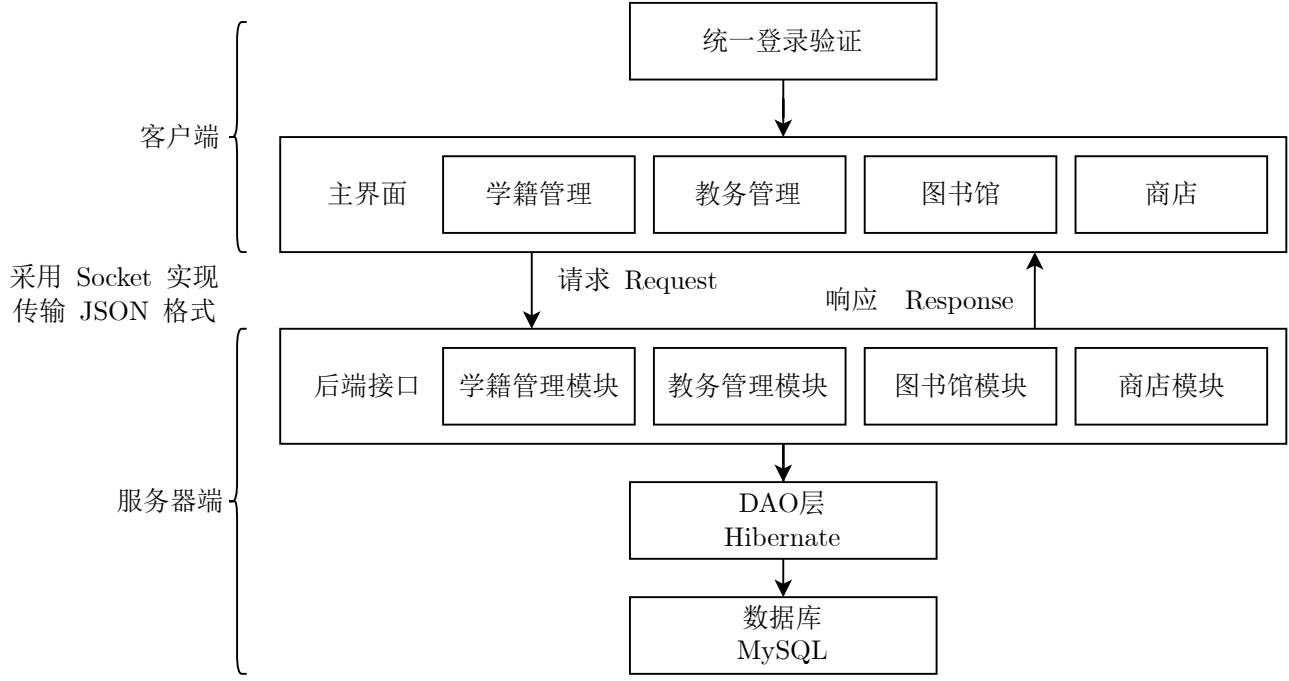 统一登录验证
客户端
主界面
学籍管理
教务管理
图书馆
商店
采用 Socket 实现
传输 JSON 格式
请求 Request
响应 Response
后端接口
学籍管理模块
教务管理模块
图书馆模块
商店模块
服务器端
DAO层
Hibernate
数据库
MySQL